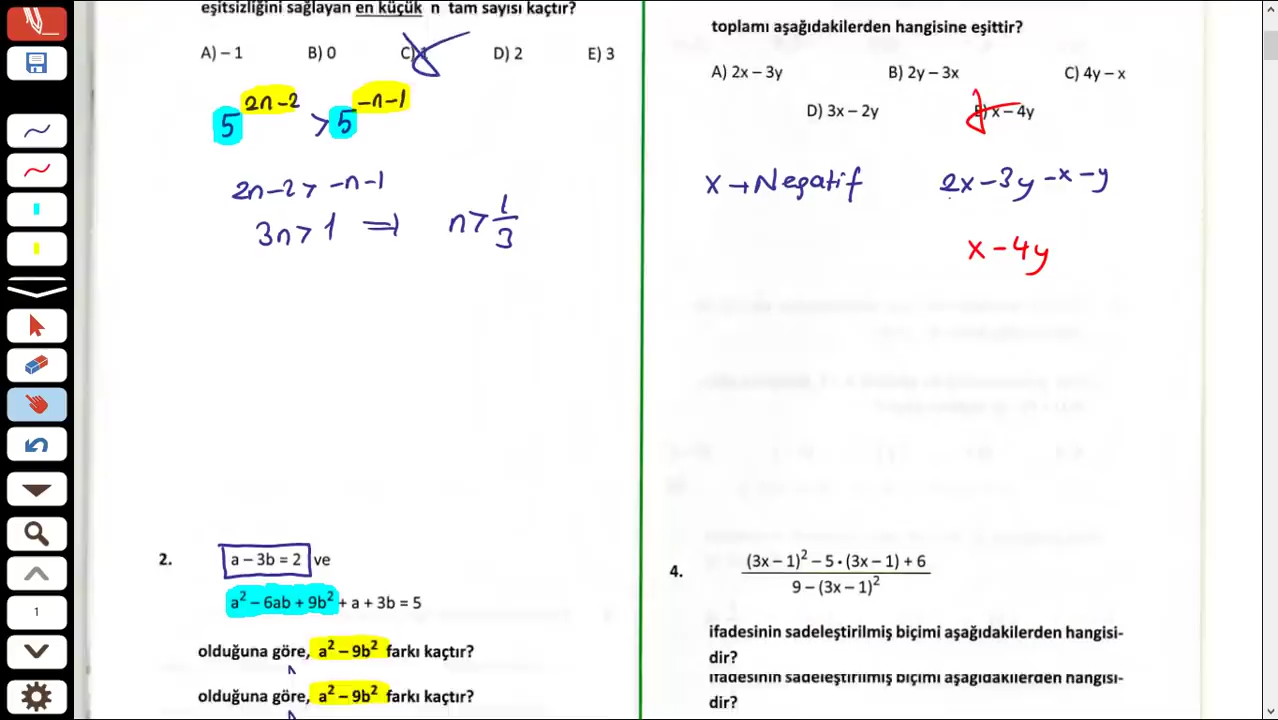 eşitsizliğini sağlayan en küçük n tam sayısı kaçtır?
A) – 1 B) 0 C) D) 2 E) 3
5^(2n-2) > 5^(-n-1)
2n-2 > -n-1
3n > 1 ⇒ n > 1/3
2. a – 3b = 2 ve
a² – 6ab + 9b² + a + 3b = 5
olduğuna göre, a² – 9b² farkı kaçtır?
olduğuna göre, a² – 9b² farkı kaçtır?
toplamı aşağıdakilerden hangisine eşittir?
A) 2x – 3y B) 2y – 3x C) 4y – x
D) 3x – 2y E) x – 4y
x → Negatif 2x-3y-x-y
x - 4y
4. ((3x – 1)² – 5 • (3x – 1) + 6) / (9 – (3x – 1)²)
ifadesinin sadeleştirilmiş biçimi aşağıdakilerden hangisi-
dir?
ifadesinin sadeleştirilmiş biçimi aşağıdakilerden hangisi-
dir?
1